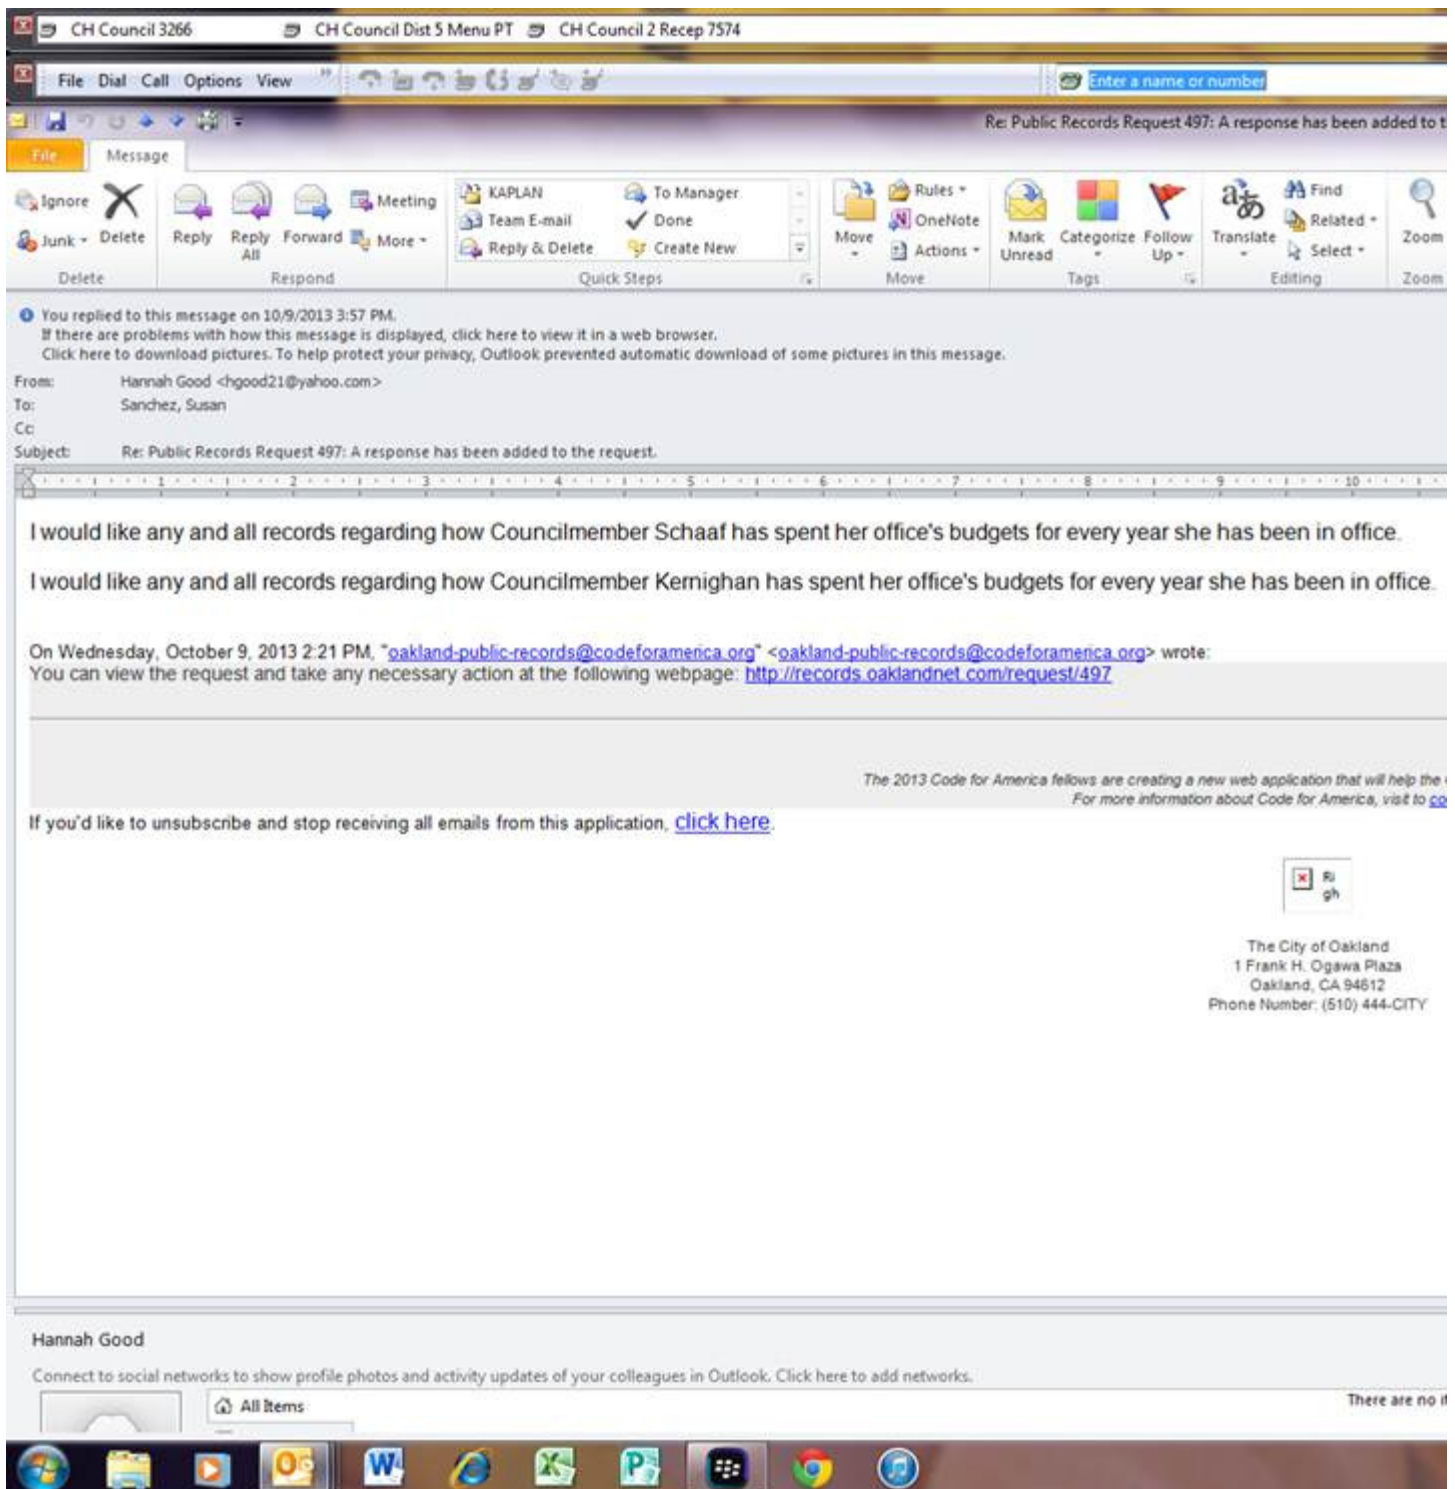 CH Council 3266 CH Council Dist 5 Menu PT CH Council 2 Recep 7574
File Dial Call Options View Enter a name or number
Re: Public Records Request 497: A response has been added to t
File Message
Ignore Delete Reply Reply All Forward Meeting KAPLAN To Manager Move Rules Mark Unread Categorize Follow Up Translate Find Zoom
Team E-mail Done OneNote Related
Junk More Reply & Delete Create New Actions Select
Delete Respond Quick Steps Move Tags Editing Zoom
You replied to this message on 10/9/2013 3:57 PM.
If there are problems with how this message is displayed, click here to view it in a web browser.
Click here to download pictures. To help protect your privacy, Outlook prevented automatic download of some pictures in this message.
From: Hannah Good <hgood21@yahoo.com>
To: Sanchez, Susan
Cc:
Subject: Re: Public Records Request 497: A response has been added to the request.
1 2 3 4 5 6 7 8 9 10
I would like any and all records regarding how Councilmember Schaaf has spent her office's budgets for every year she has been in office.
I would like any and all records regarding how Councilmember Kernighan has spent her office's budgets for every year she has been in office.
On Wednesday, October 9, 2013 2:21 PM, "oakland-public-records@codeforamerica.org" <oakland-public-records@codeforamerica.org> wrote:
You can view the request and take any necessary action at the following webpage: http://records.oaklandnet.com/request/497
The 2013 Code for America fellows are creating a new web application that will help the
For more information about Code for America, visit to co
If you'd like to unsubscribe and stop receiving all emails from this application, click here.
Ri
gh
The City of Oakland
1 Frank H. Ogawa Plaza
Oakland, CA 94612
Phone Number: (510) 444-CITY
Hannah Good
Connect to social networks to show profile photos and activity updates of your colleagues in Outlook. Click here to add networks.
All Items There are no it